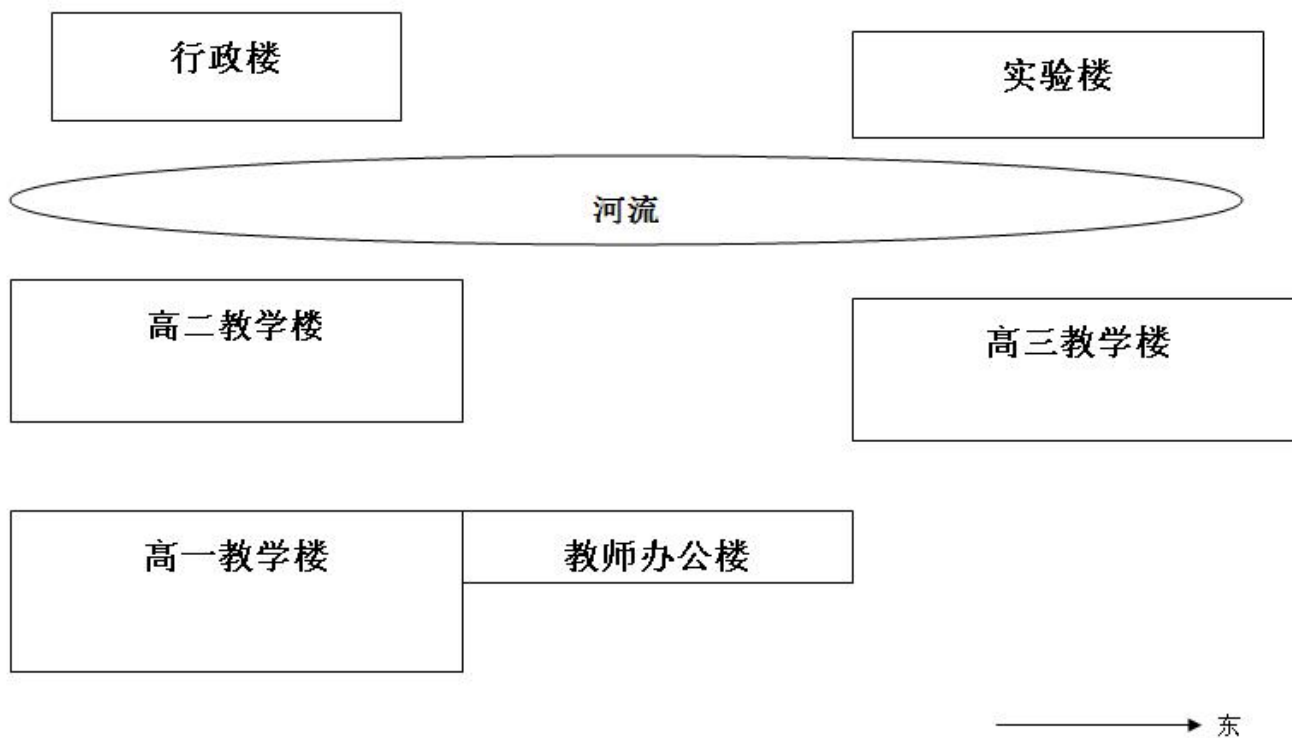 行政楼
实验楼
河流
高二教学楼
高三教学楼
高一教学楼
教师办公楼
东